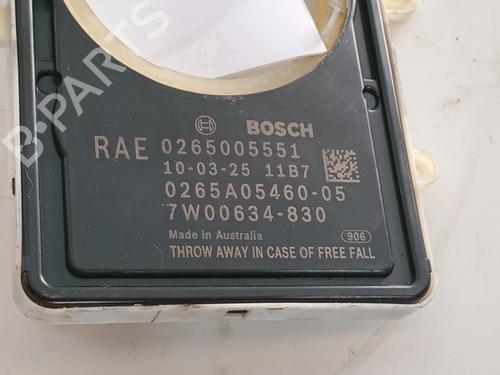 B-PARTS
BOSCH
RAE 0265005551
10-03-25 11B7
0265A05460-05
7W00634-830
Made in Australia 906
THROW AWAY IN CASE OF FREE FALL